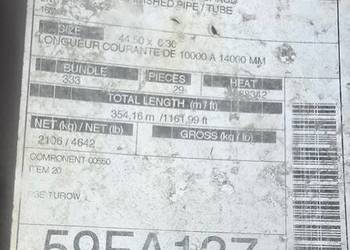 FINISHED PIPE / TUBE
SIZE 44.50 x 6.30
LONGUEUR COURANTE DE 10000 A 14000 MM
BUNDLE PIECES HEAT
333 29
TOTAL LENGTH (m / ft)
354,16 m /1161,99 ft
NET (kg) / NET (lb) GROSS (kg / lb)
2106 / 4642
COMPONENT 00550
ITEM 20
PGE TUROW